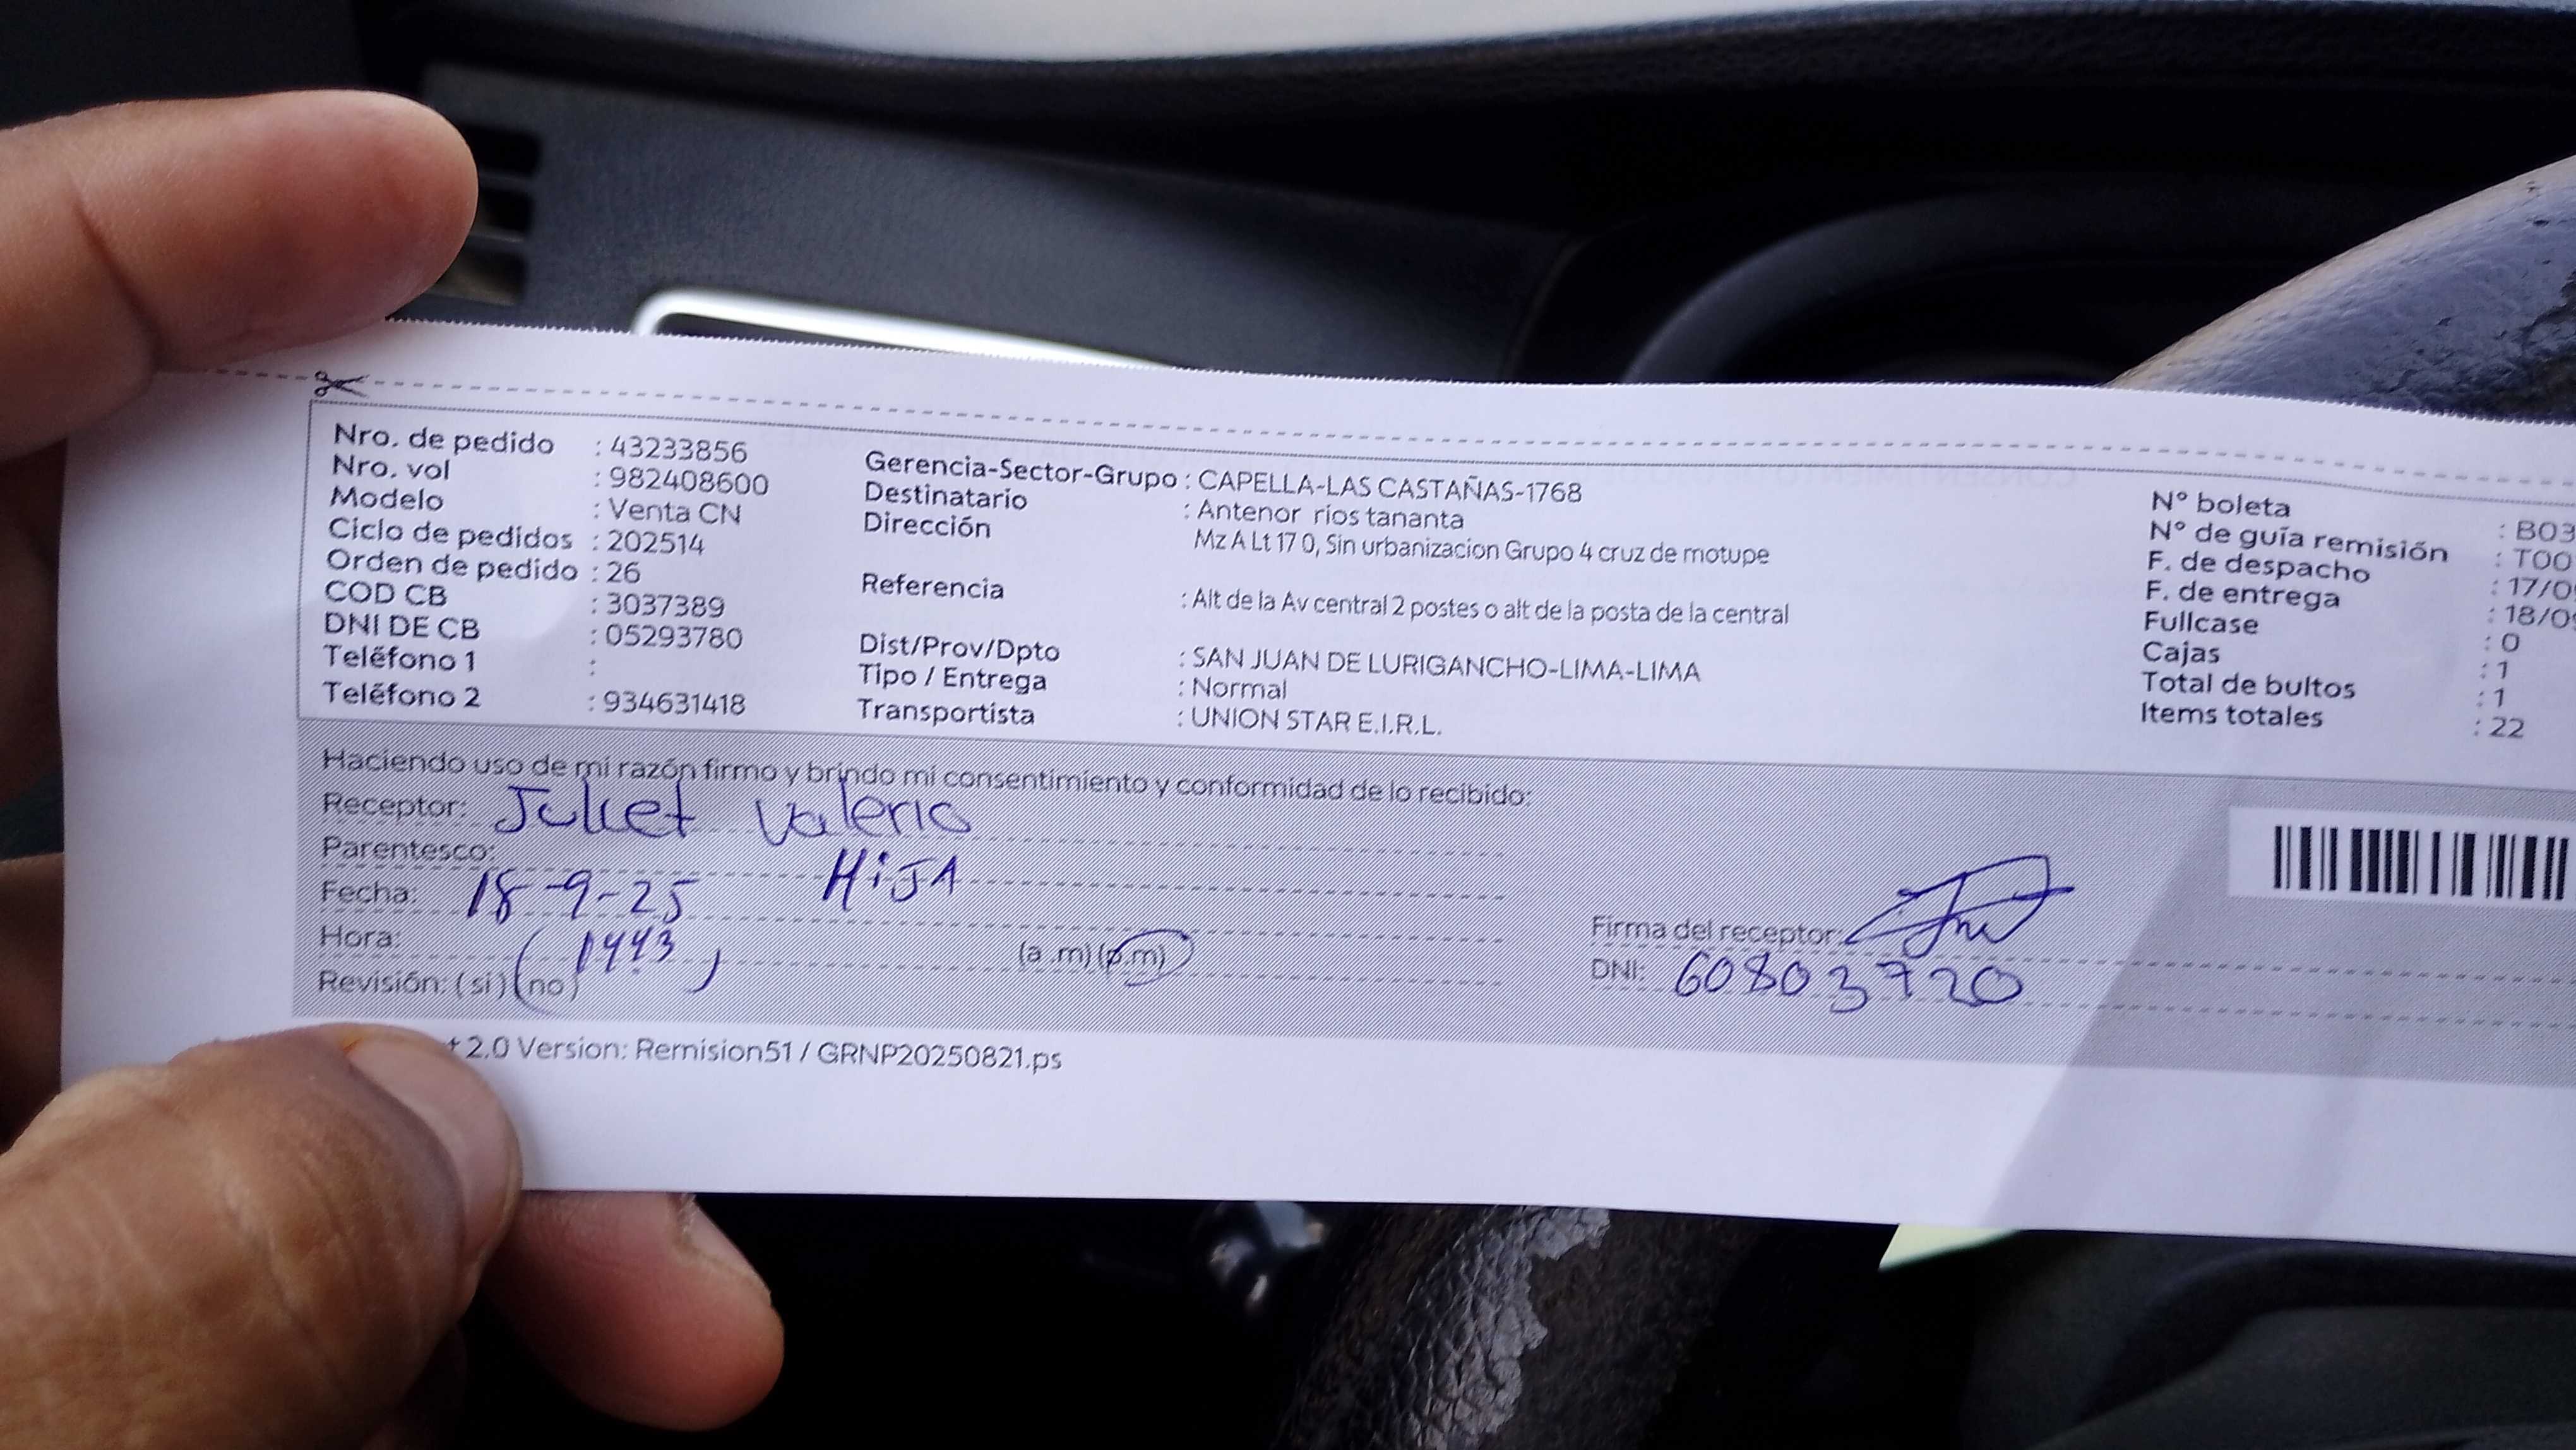 Nro. de pedido : 43233856
Nro. vol : 982408600
Modelo : Venta CN
Ciclo de pedidos : 202514
Orden de pedido : 26
COD CB : 3037389
DNI DE CB : 05293780
Teléfono 1 :
Teléfono 2 : 934631418
Gerencia-Sector-Grupo : CAPELLA-LAS CASTAÑAS-1768
Destinatario : Antenor rios tananta
Dirección Mz A Lt 17 0, Sin urbanizacion Grupo 4 cruz de motupe
Referencia : Alt de la Av central 2 postes o alt de la posta de la central
Dist/Prov/Dpto : SAN JUAN DE LURIGANCHO-LIMA-LIMA
Tipo / Entrega : Normal
Transportista : UNION STAR E.I.R.L.
N° boleta : B03
N° de guía remisión : T00
F. de despacho : 17/0
F. de entrega : 18/0
Fullcase : 0
Cajas : 1
Total de bultos : 1
Items totales : 22
Haciendo uso de mi razón firmo y brindo mi consentimiento y conformidad de lo recibido:
Receptor: Juliet Valerio
Parentesco: HiJA
Fecha: 18-9-25
Hora: 1443 (a .m) (p.m)
Revisión: (si) (no)
Firma del receptor:
DNI: 60803720
t 2.0 Version: Remision51 / GRNP20250821.ps